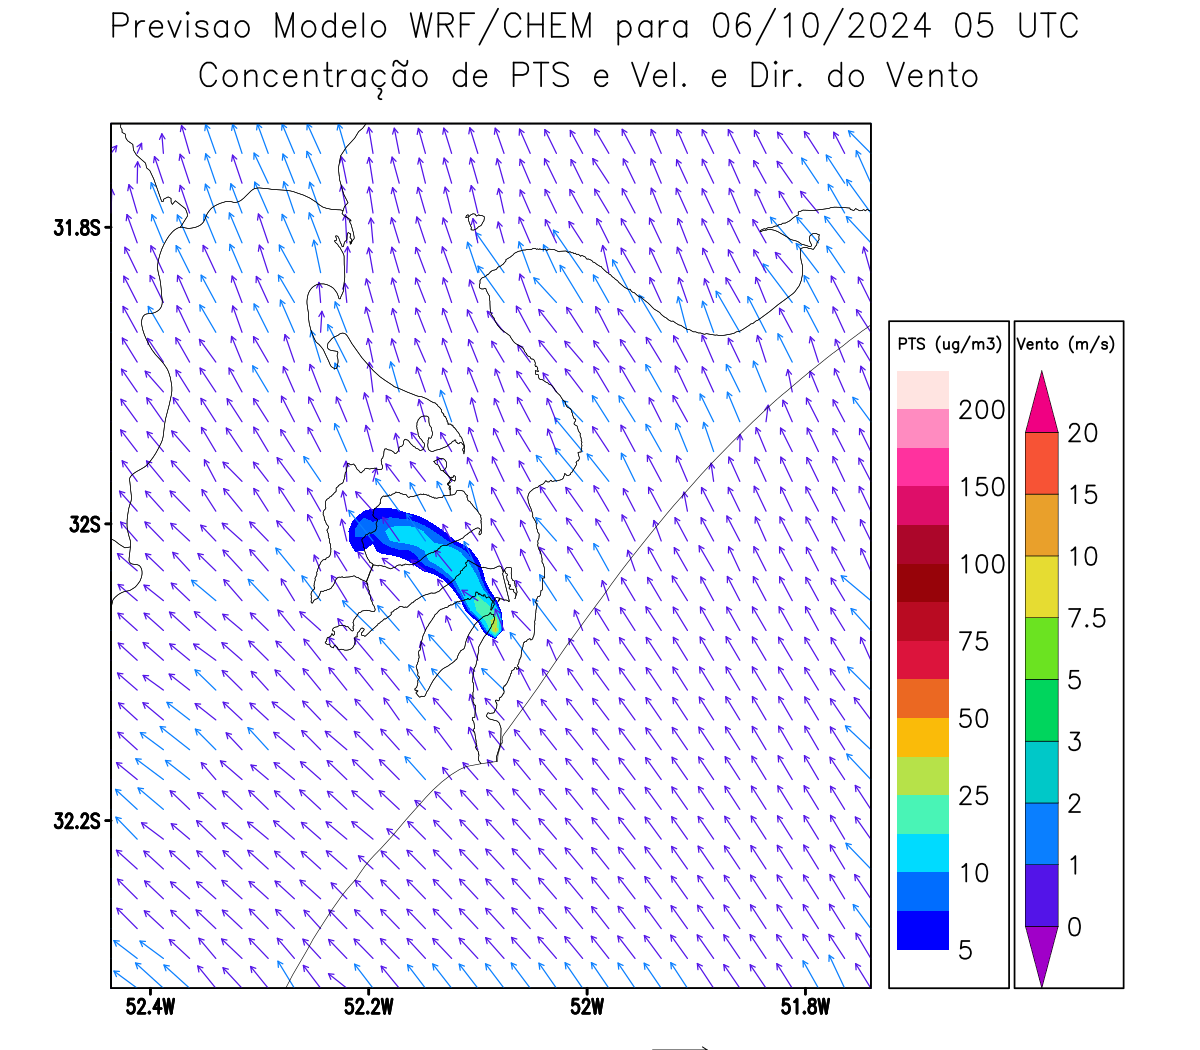 Previsao Modelo WRF/CHEM para 06/10/2024 05 UTC
Concentração de PTS e Vel. e Dir. do Vento
31.8S
32S
32.2S
52.4W
52.2W
52W
51.8W
PTS (ug/m3)
200
150
100
75
50
25
10
5
Vento (m/s)
20
15
10
7.5
5
3
2
1
0